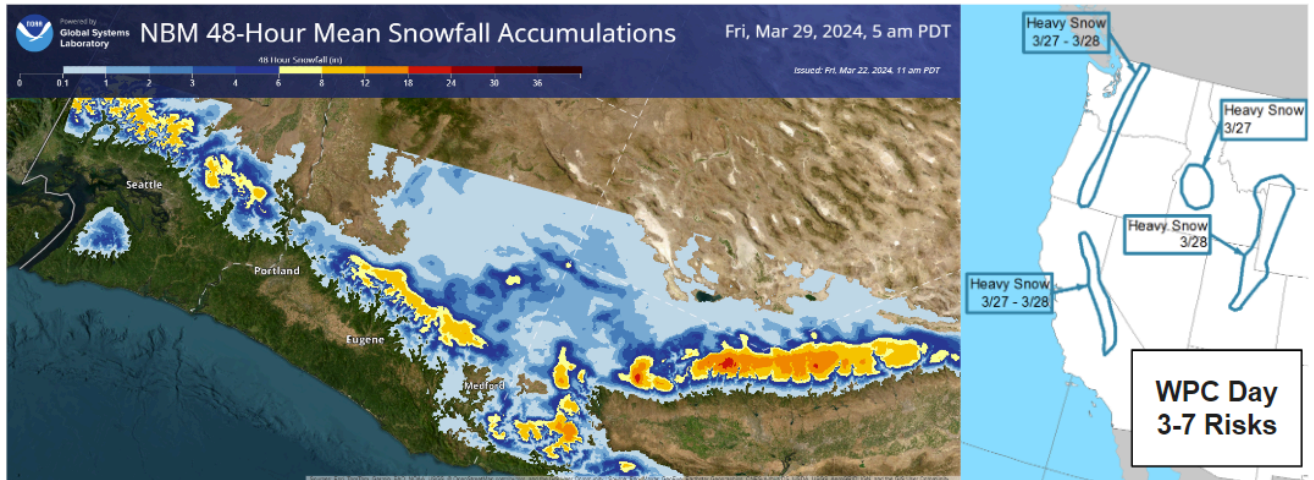 NOAA
Powered by
Global Systems
Laboratory
NBM 48-Hour Mean Snowfall Accumulations
Fri, Mar 29, 2024, 5 am PDT
48 Hour Snowfall (in)
0 0.1 1 2 3 4 6 8 12 18 24 30 36
Issued: Fri, Mar 22, 2024, 11 am PDT
Seattle
Portland
Eugene
Medford
Heavy Snow
3/27 - 3/28
Heavy Snow
3/27
Heavy Snow
3/28
Heavy Snow
3/27 - 3/28
WPC Day
3-7 Risks